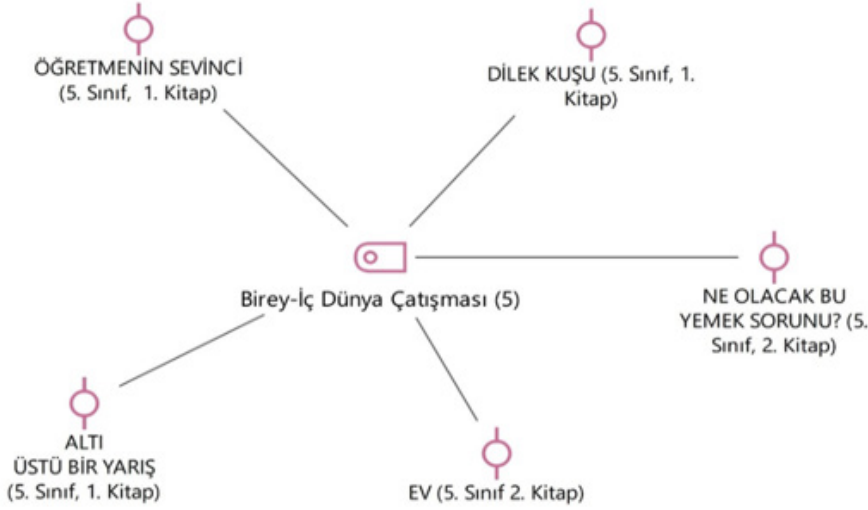 ÖĞRETMENİN SEVİNCİ
(5. Sınıf, 1. Kitap)
DİLEK KUŞU (5. Sınıf, 1.
Kitap)
Birey-İç Dünya Çatışması (5)
NE OLACAK BU
YEMEK SORUNU? (5.
Sınıf, 2. Kitap)
ALTI
ÜSTÜ BİR YARIŞ
(5. Sınıf, 1. Kitap)
EV (5. Sınıf 2. Kitap)